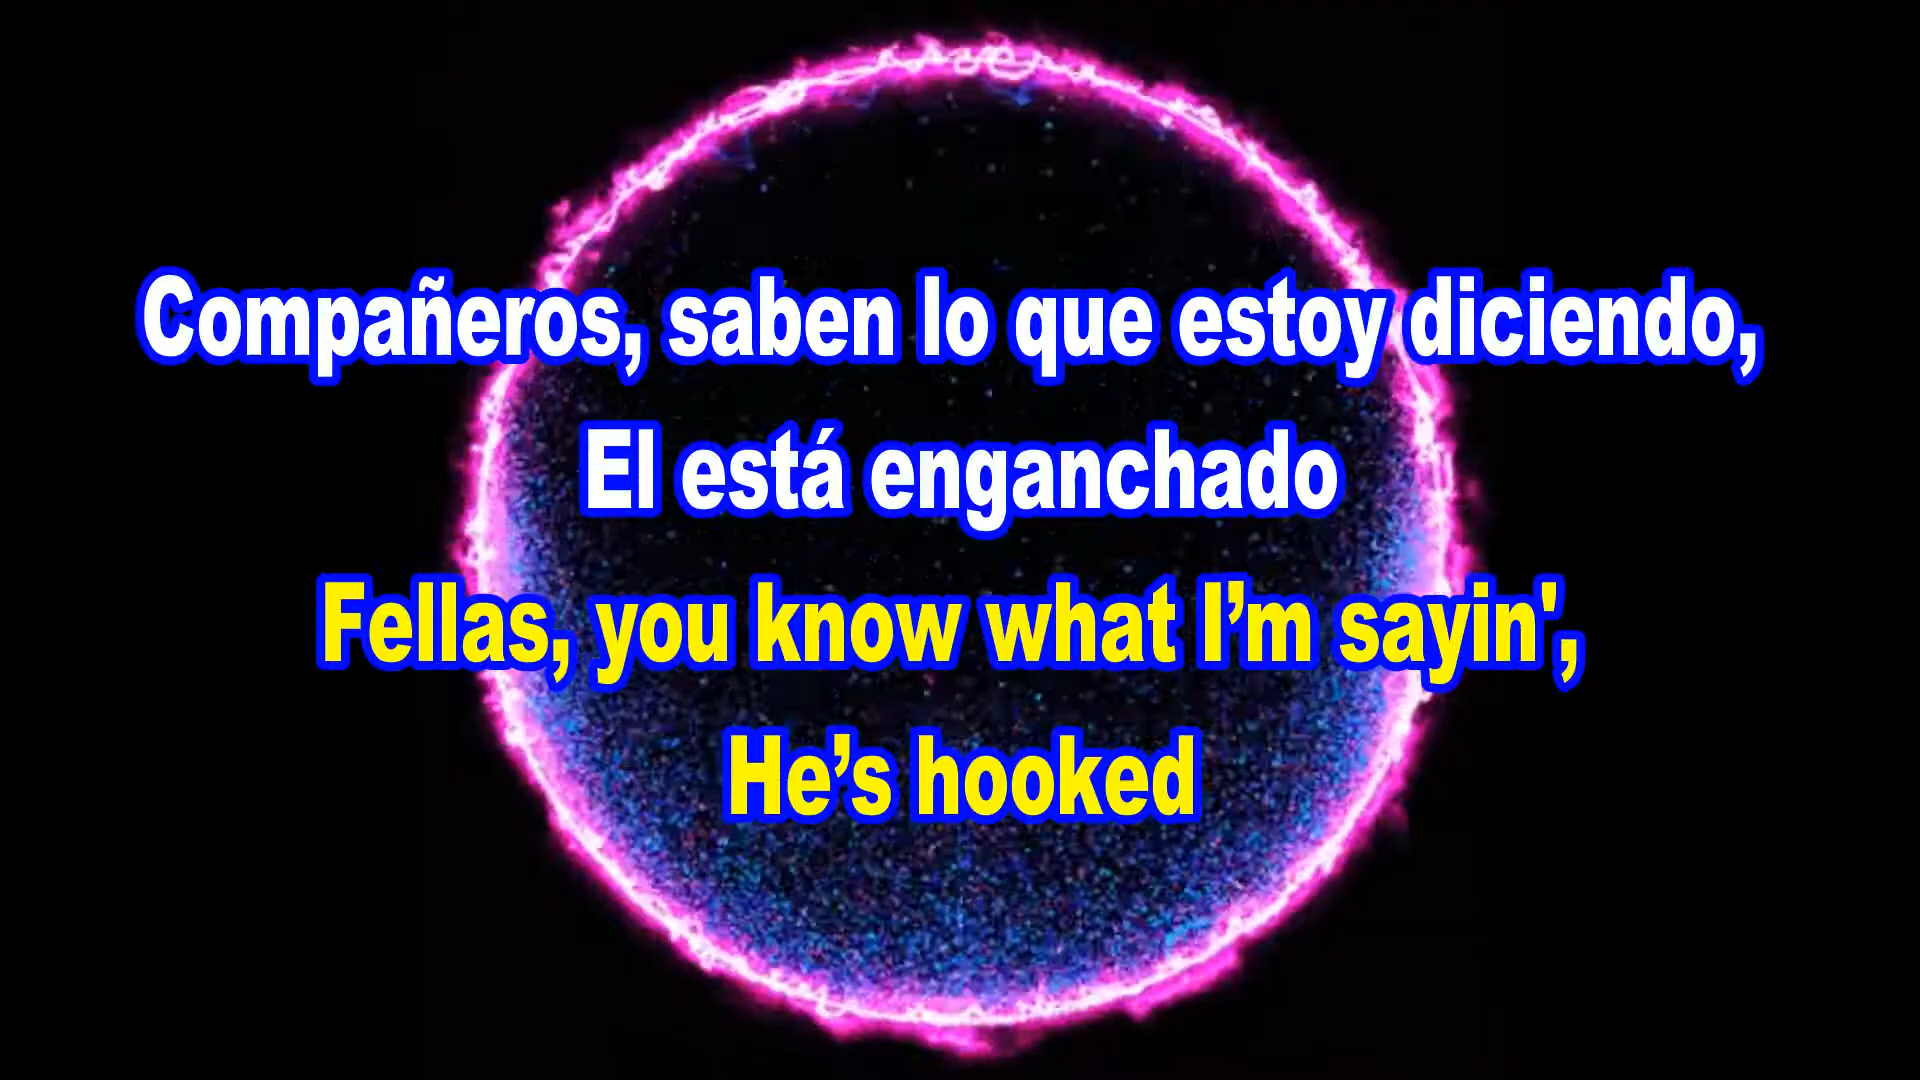 Compañeros, saben lo que estoy diciendo,
El está enganchado
Fellas, you know what I’m sayin',
He’s hooked